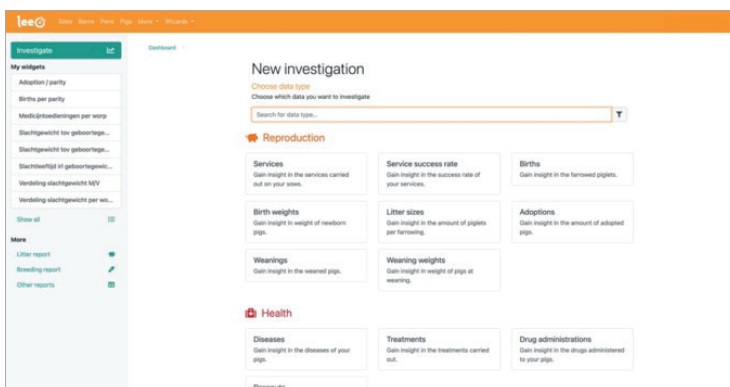 leeO Sites Barns Pens Pigs More Wizards
Investigate
Dashboard
My widgets
Adoption / parity
Births per parity
Medicijntoedieningen per worp
Slachtgewicht tov geboortege...
Slachtgewicht tov geboortege...
Slachtleeftijd irl geboortegewic...
Verdeling slachtgewicht M/V
Verdeling slachtgewicht per wo...
Show all
More
Litter report
Breeding report
Other reports
New investigation
Choose data type
Choose which data you want to investigate
Search for data type...
Reproduction
Services
Gain insight in the services carried
out on your sows.
Service success rate
Gain insight in the success rate of
your services.
Births
Gain insight in the farrowed piglets.
Birth weights
Gain insight in weight of newborn
pigs.
Litter sizes
Gain insight in the amount of piglets
per farrowing.
Adoptions
Gain insight in the amount of adopted
pigs.
Weanings
Gain insight in the weaned pigs.
Weaning weights
Gain insight in weight of pigs at
weaning.
Health
Diseases
Gain insight in the diseases of your
pigs.
Treatments
Gain insight in the treatments carried
out.
Drug administrations
Gain insight in the drugs administered
to your pigs.